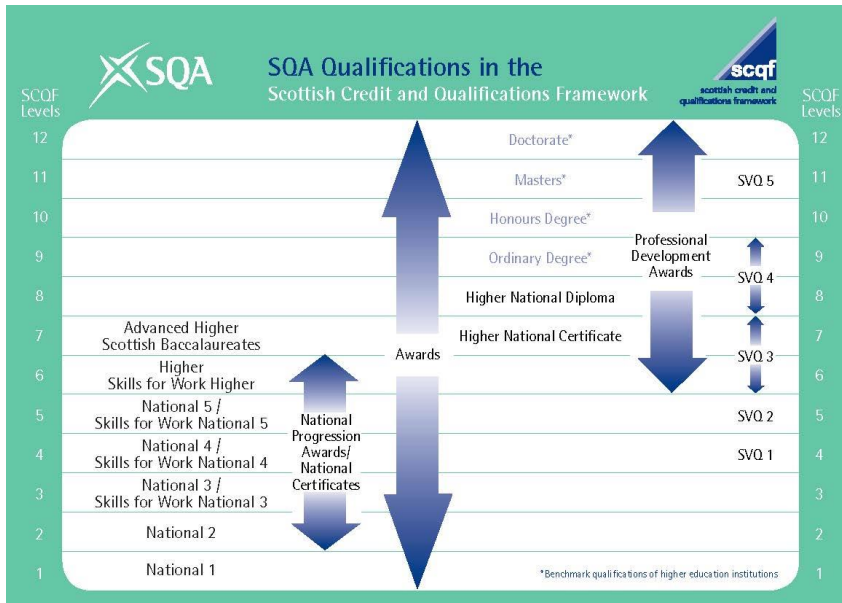 SQA
SQA Qualifications in the
Scottish Credit and Qualifications Framework
scqf
scottish credit and
qualifications framework
SCQF
Levels
SCQF
Levels
12
Doctorate*
12
11
Masters*
SVQ 5
11
10
Honours Degree*
10
9
Ordinary Degree*
Professional
Development
Awards
9
SVQ 4
8
Higher National Diploma
8
7
Advanced Higher
Scottish Baccalaureates
Higher National Certificate
7
Awards
SVQ 3
6
Higher
Skills for Work Higher
6
5
National 5 /
Skills for Work National 5
National
Progression
Awards/
National
Certificates
SVQ 2
5
4
National 4 /
Skills for Work National 4
SVQ 1
4
3
National 3 /
Skills for Work National 3
3
2
National 2
2
1
National 1
*Benchmark qualifications of higher education institutions
1